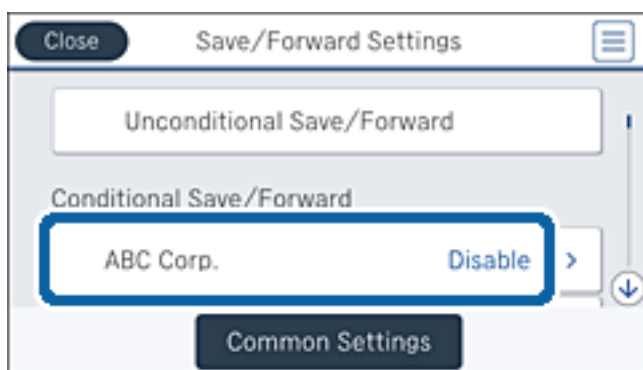 Close Save/Forward Settings
Unconditional Save/Forward
Conditional Save/Forward
ABC Corp. Disable >
Common Settings